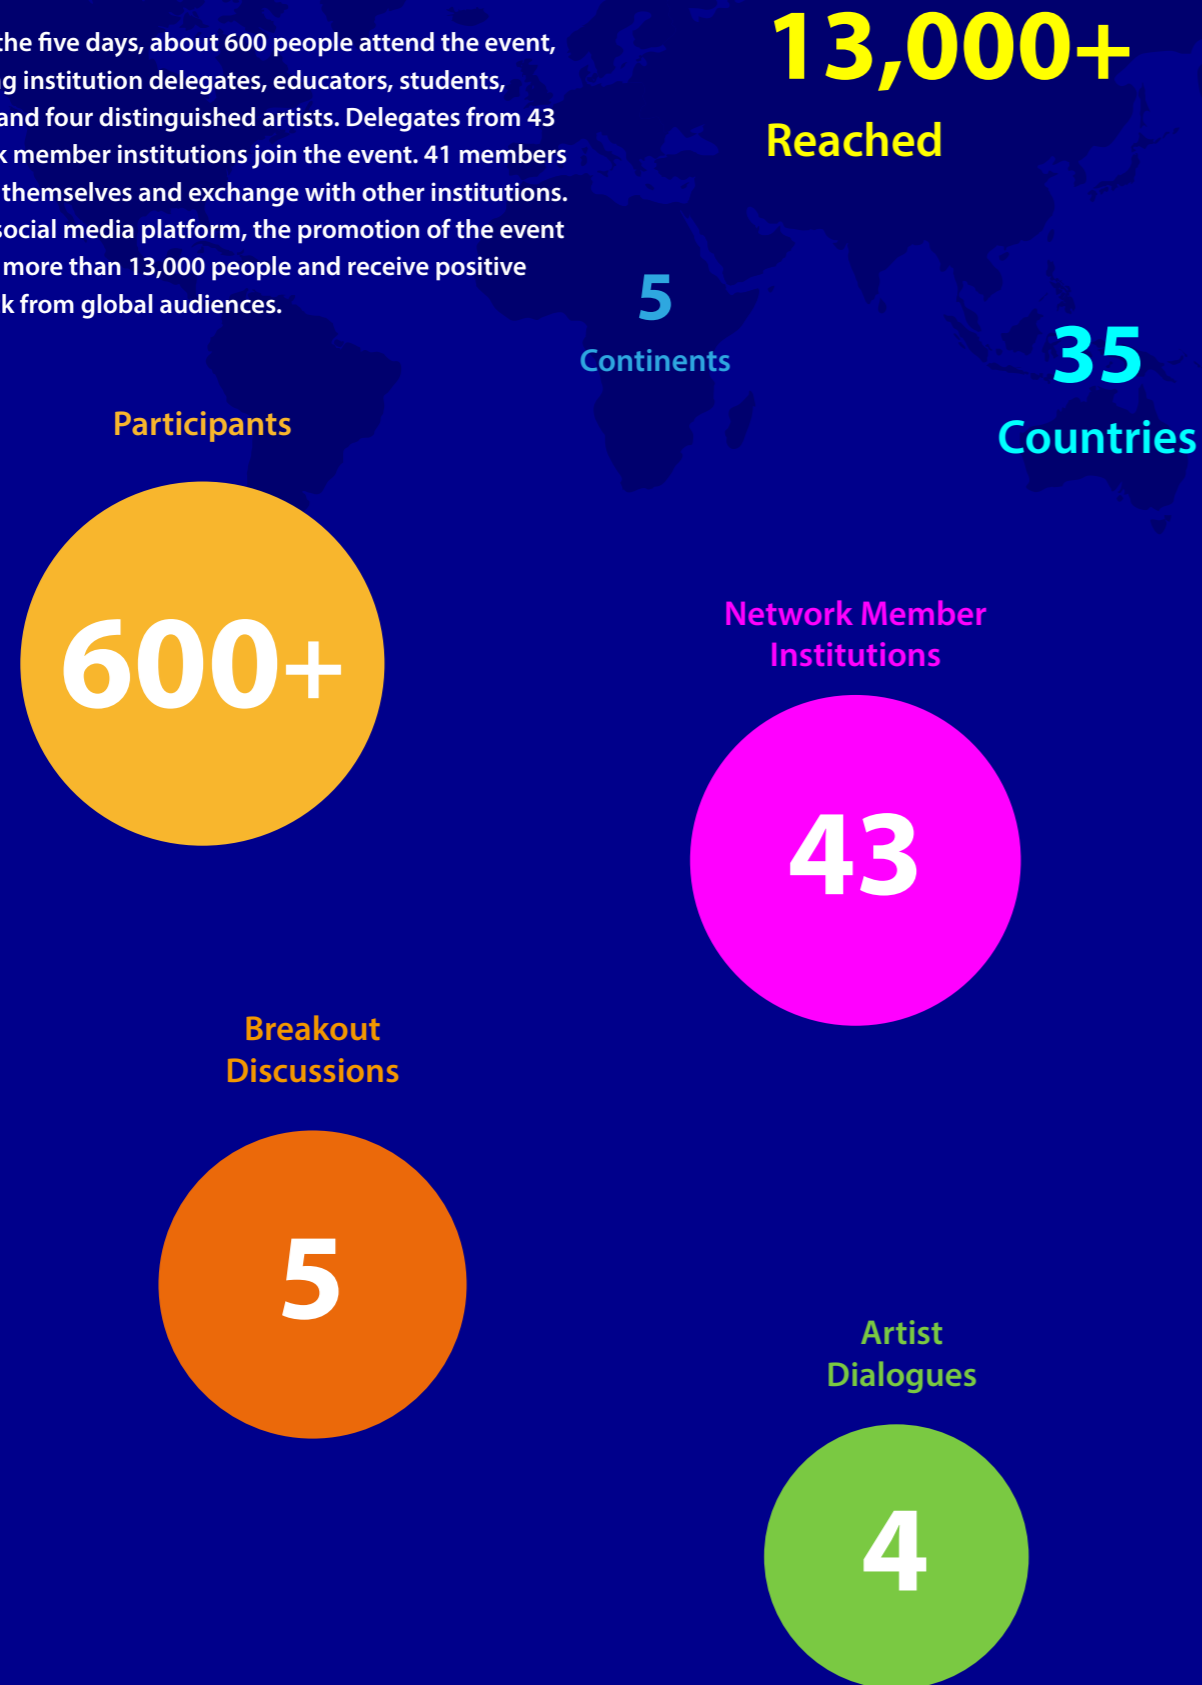 the five days, about 600 people attend the event,
g institution delegates, educators, students,
and four distinguished artists. Delegates from 43
k member institutions join the event. 41 members
themselves and exchange with other institutions.
social media platform, the promotion of the event
more than 13,000 people and receive positive
k from global audiences.
13,000+
Reached
5
Continents
35
Countries
Participants
600+
Network Member
Institutions
43
Breakout
Discussions
5
Artist
Dialogues
4